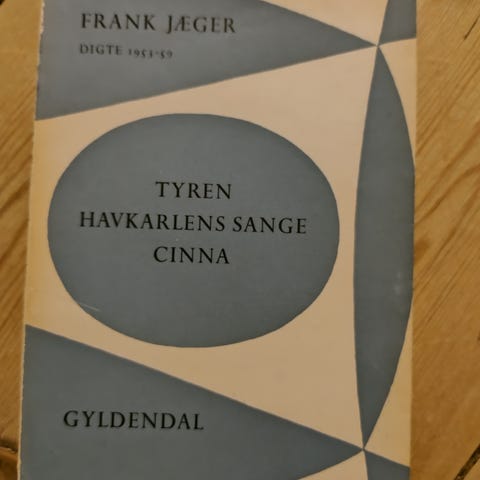 FRANK JÆGER
DIGTE 1953-59
TYREN
HAVKARLENS SANGE
CINNA
GYLDENDAL